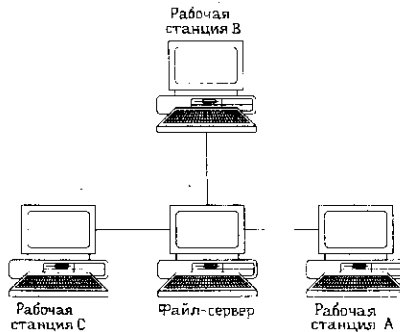 Рабочая
станция В
Рабочая
станция С
Файл-сервер
Рабочая
станция А